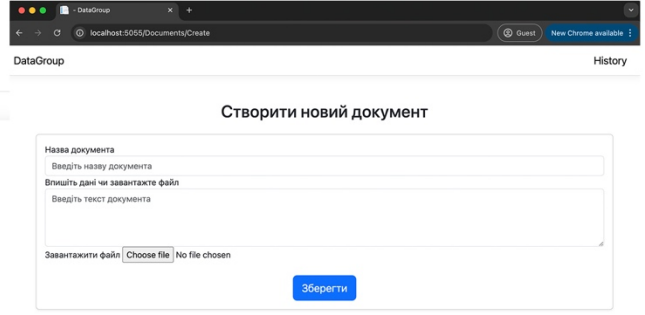 - DataGroup
localhost:5055/Documents/Create
Guest
New Chrome available
DataGroup
History
Створити новий документ
Назва документа
Введіть назву документа
Впишіть дані чи завантажте файл
Введіть текст документа
Завантажити файл Choose file No file chosen
Зберегти